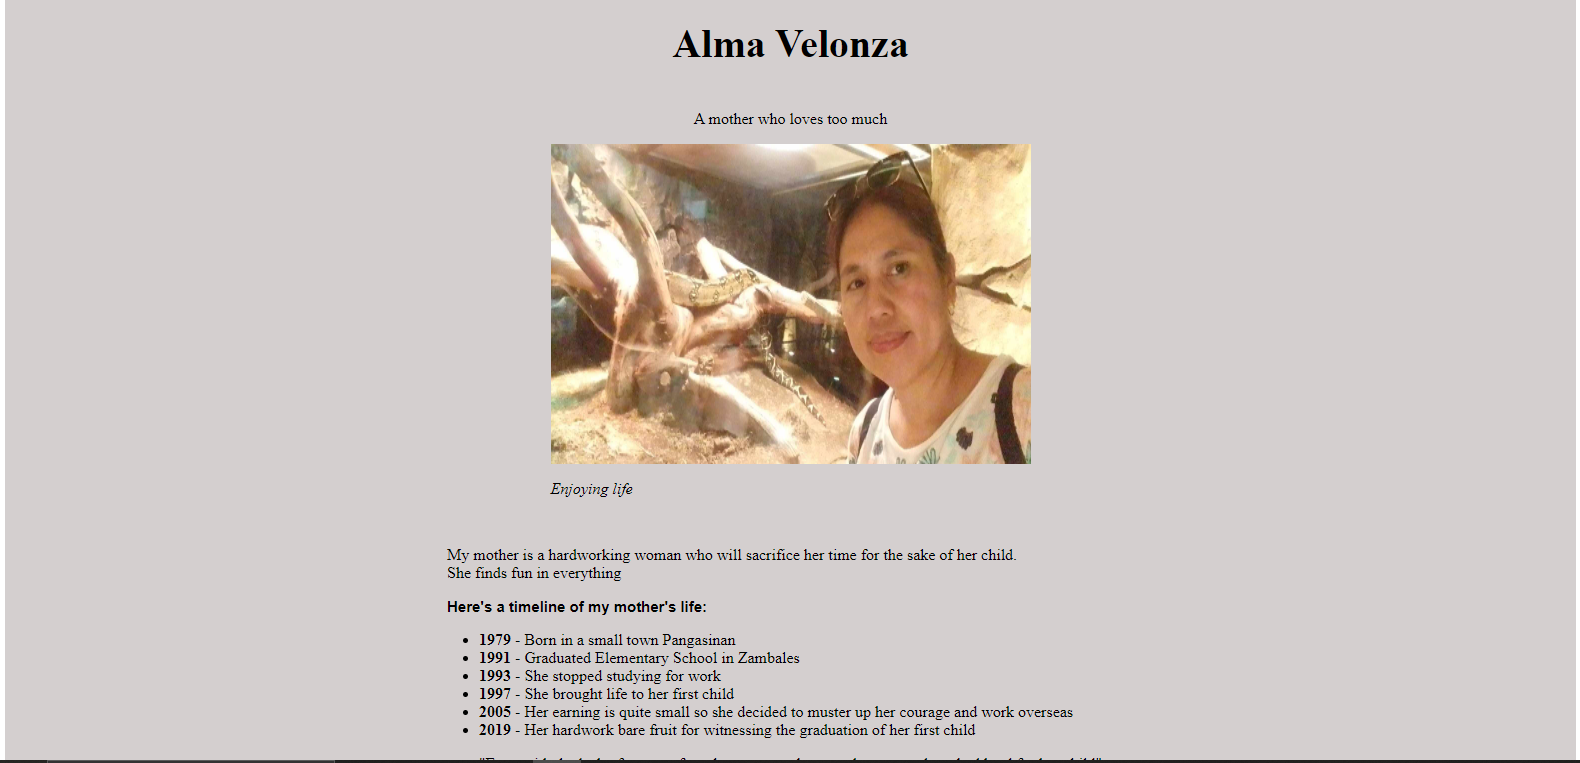 Alma Velonza
A mother who loves too much
Enjoying life
My mother is a hardworking woman who will sacrifice her time for the sake of her child.
She finds fun in everything
Here's a timeline of my mother's life:
1979 - Born in a small town Pangasinan
1991 - Graduated Elementary School in Zambales
1993 - She stopped studying for work
1997 - She brought life to her first child
2005 - Her earning is quite small so she decided to muster up her courage and work overseas
2019 - Her hardwork bare fruit for witnessing the graduation of her first child